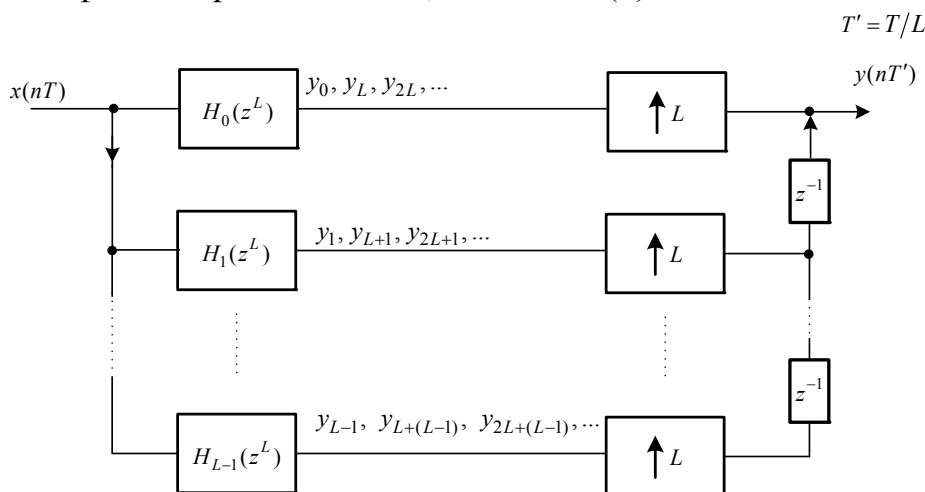 T' = T/L
x(nT)
H₀(z^L)
y₀, y_L, y_{2L}, ...
↑ L
y(nT')
z⁻¹
H₁(z^L)
y₁, y_{L+1}, y_{2L+1}, ...
↑ L
z⁻¹
H_{L−1}(z^L)
y_{L−1}, y_{L+(L−1)}, y_{2L+(L−1)}, ...
↑ L